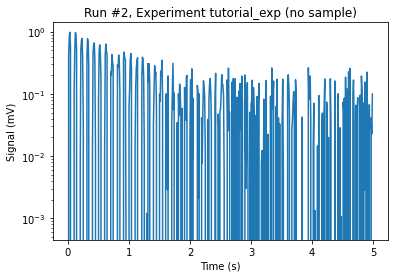 Run #2, Experiment tutorial_exp (no sample)
Signal (mV)
10⁰
10⁻¹
10⁻²
10⁻³
0 1 2 3 4 5
Time (s)